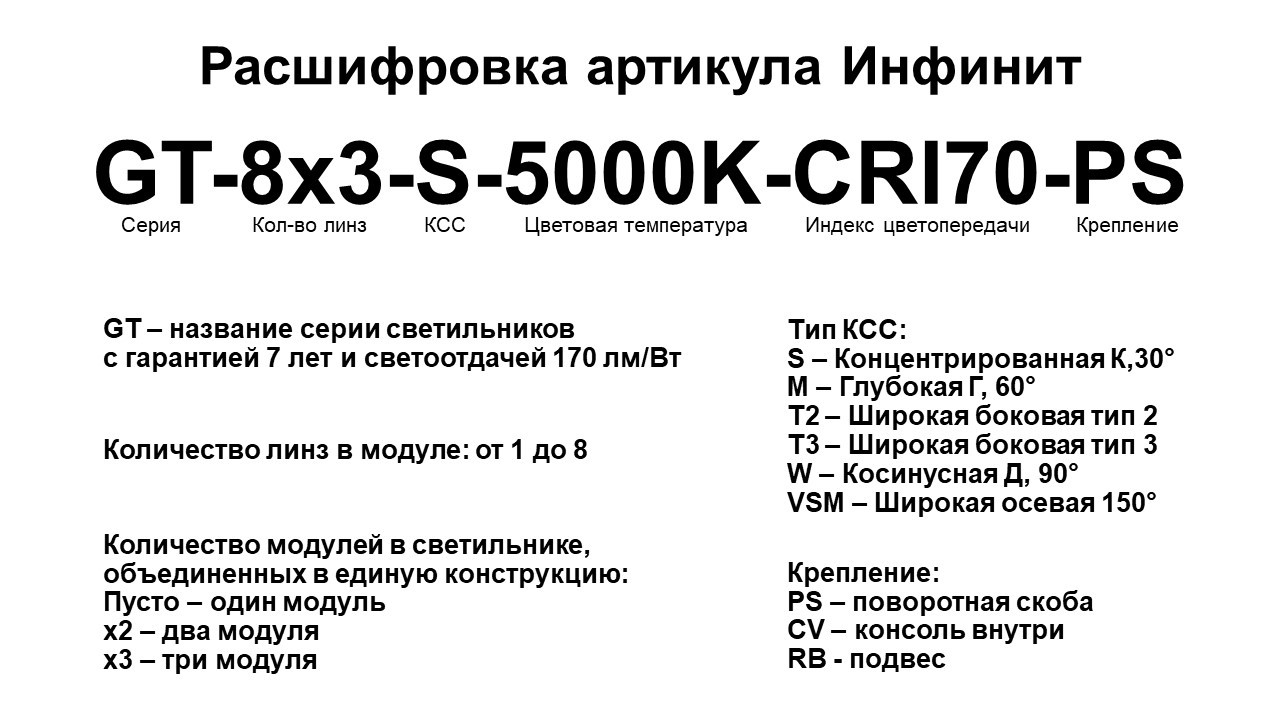 Расшифровка артикула Инфинит
GT-8x3-S-5000K-CRI70-PS
Серия Кол-во линз КСС Цветовая температура Индекс цветопередачи Крепление
GT – название серии светильников
с гарантией 7 лет и светоотдачей 170 лм/Вт
Количество линз в модуле: от 1 до 8
Количество модулей в светильнике,
объединенных в единую конструкцию:
Пусто – один модуль
х2 – два модуля
х3 – три модуля
Тип КСС:
S – Концентрированная К,30°
M – Глубокая Г, 60°
T2 – Широкая боковая тип 2
T3 – Широкая боковая тип 3
W – Косинусная Д, 90°
VSM – Широкая осевая 150°
Крепление:
PS – поворотная скоба
CV – консоль внутри
RB - подвес